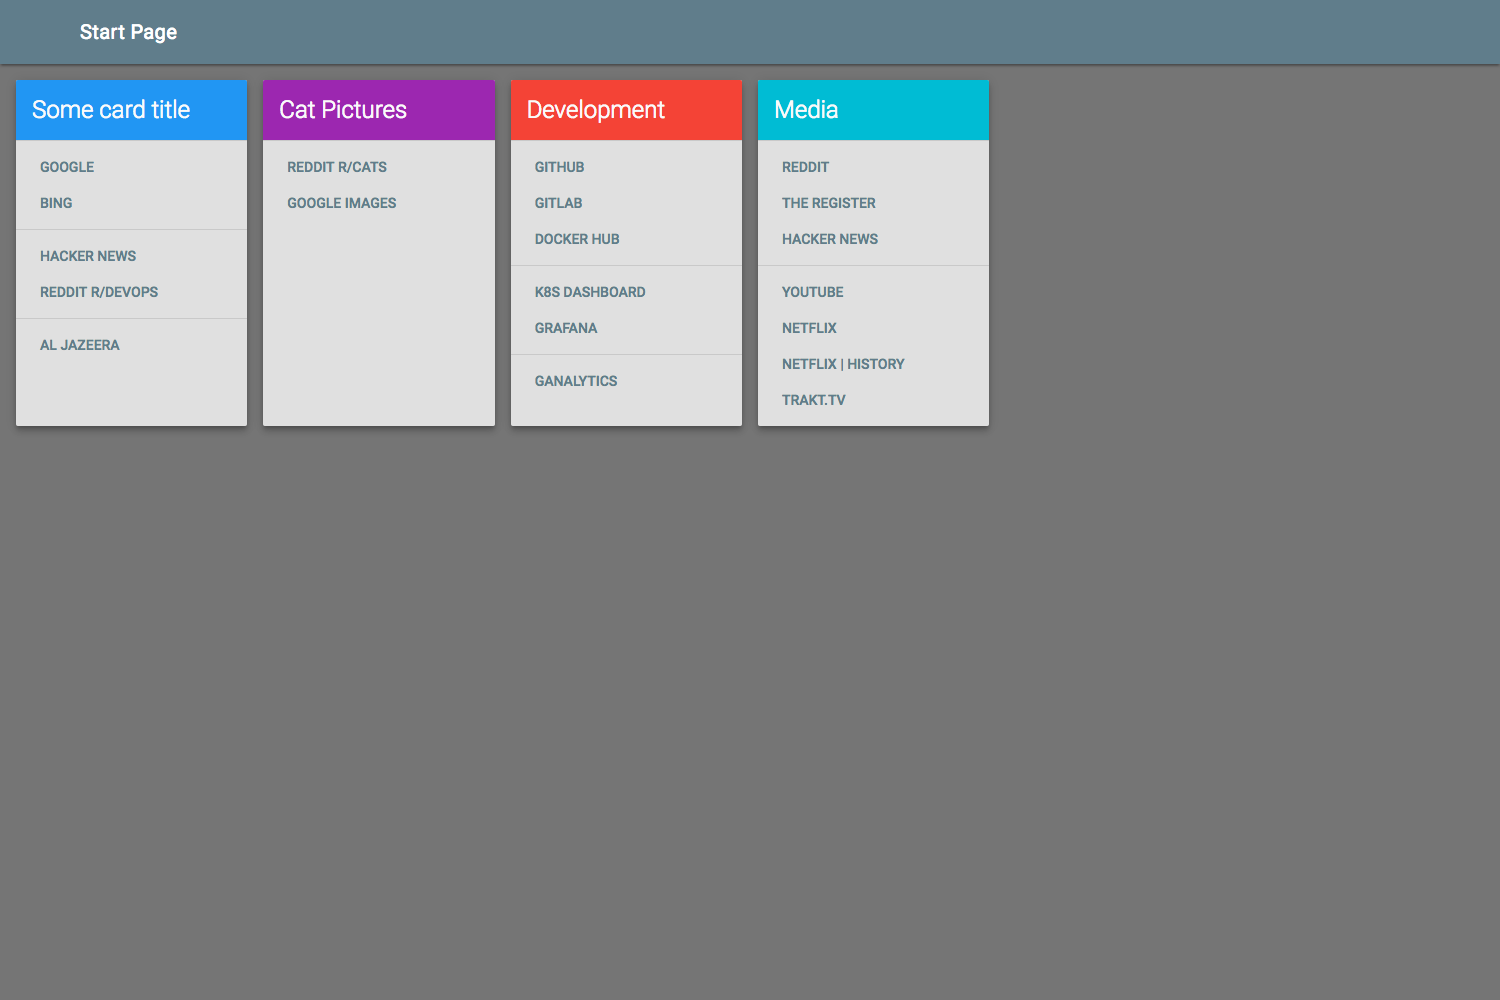 Start Page
Some card title
GOOGLE
BING
HACKER NEWS
REDDIT R/DEVOPS
AL JAZEERA
Cat Pictures
REDDIT R/CATS
GOOGLE IMAGES
Development
GITHUB
GITLAB
DOCKER HUB
K8S DASHBOARD
GRAFANA
GANALYTICS
Media
REDDIT
THE REGISTER
HACKER NEWS
YOUTUBE
NETFLIX
NETFLIX | HISTORY
TRAKT.TV